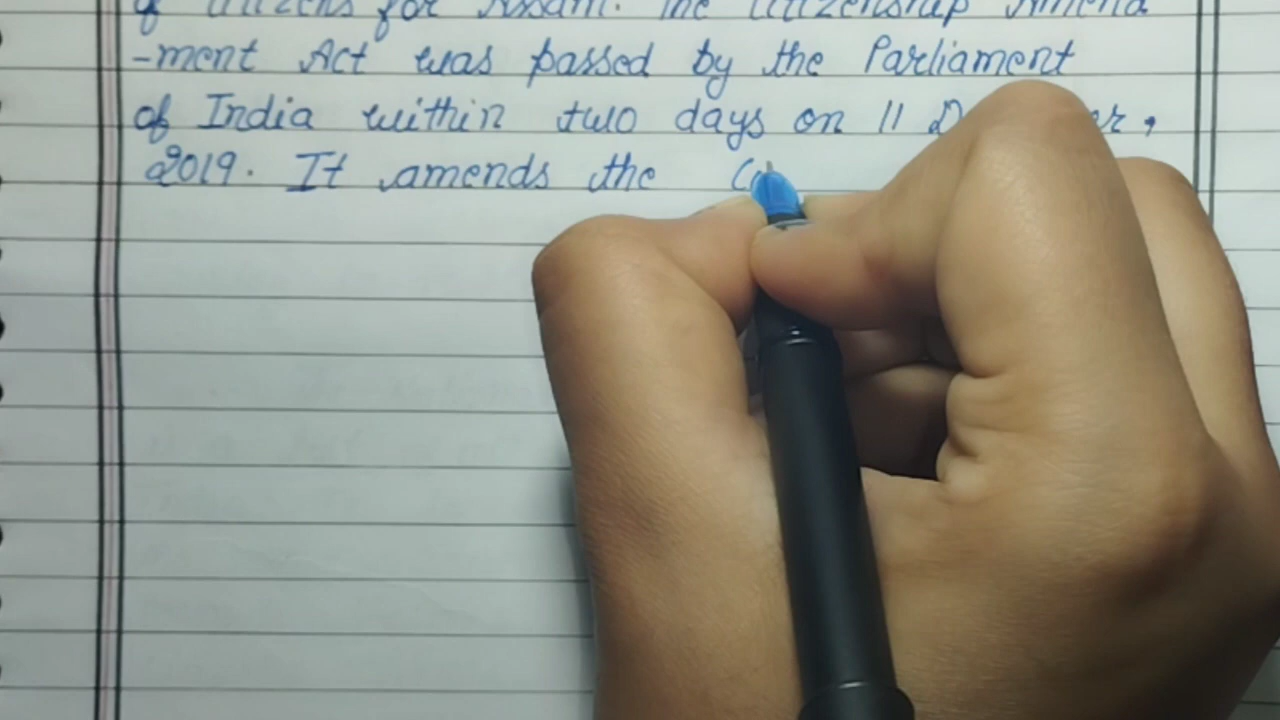 of citizens for Assam. The Citizenship Amend
-ment Act was passed by the Parliament
of India within two days on 11
2019. It amends the